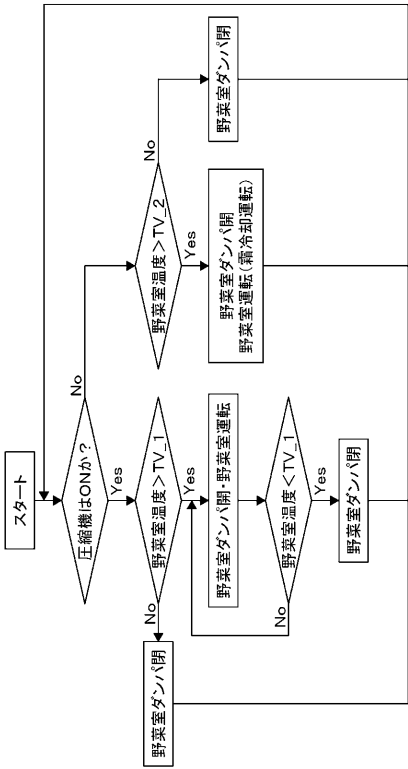 スタート
圧縮機はONか?
No
Yes
野菜室温度>TV_1
No
Yes
野菜室ダンパ閉
野菜室ダンパ開・野菜室運転
野菜室温度<TV_1
No
Yes
野菜室ダンパ閉
野菜室温度>TV_2
No
Yes
野菜室ダンパ開
野菜室運転(霜冷却運転)
野菜室ダンパ閉